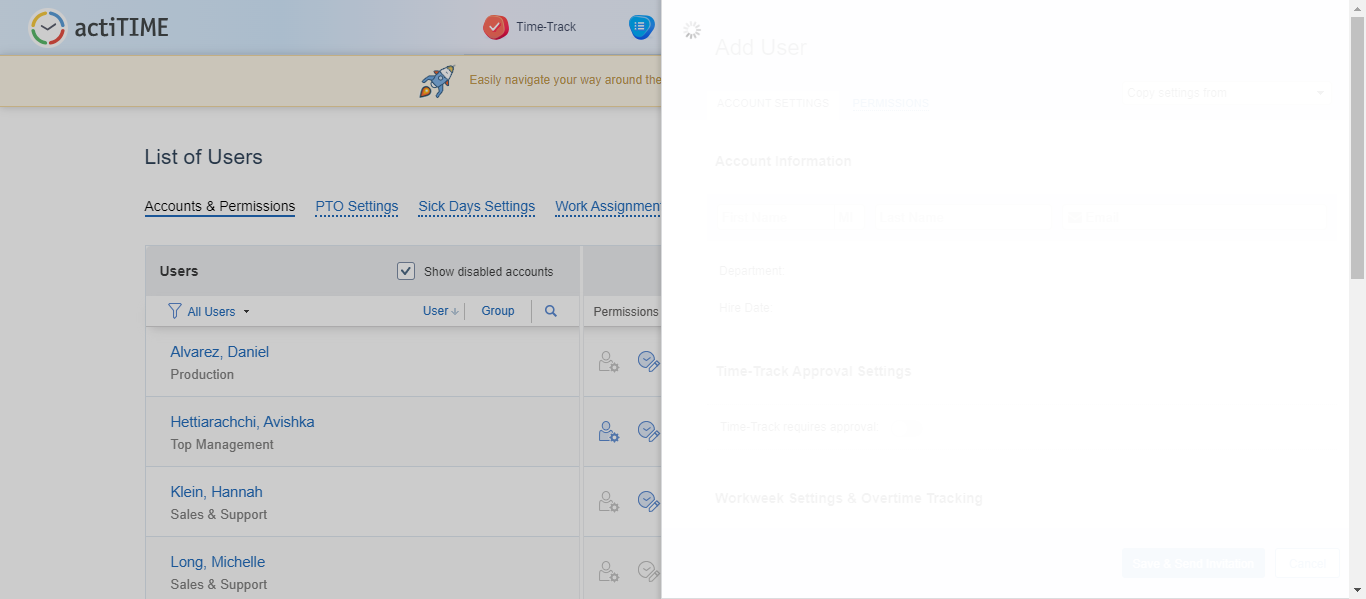 actiTIME
Time-Track
Easily navigate your way around the
List of Users
Accounts & Permissions PTO Settings Sick Days Settings Work Assignment
Users Show disabled accounts
All Users User Group Permissions
Alvarez, Daniel
Production
Hettiarachchi, Avishka
Top Management
Klein, Hannah
Sales & Support
Long, Michelle
Sales & Support
Add User
ACCOUNT SETTINGS PERMISSIONS Copy settings from
Account Information
First Name MI Last Name Email
Department:
Hire Date:
Time-Track Approval Settings
Time-Track requires approval:
Workweek Settings & Overtime Tracking
Save & Send Invitation Cancel